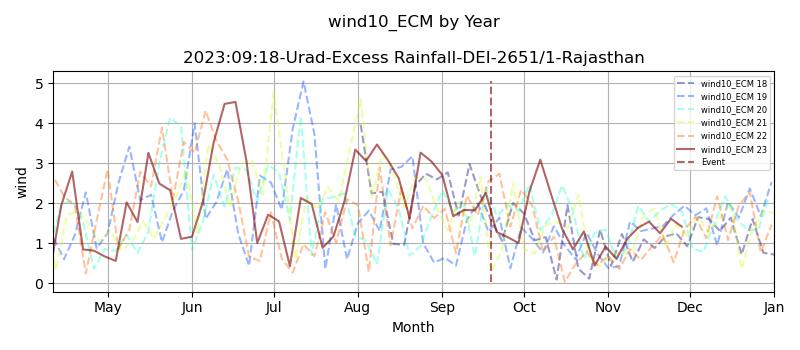 wind10_ECM by Year
2023:09:18-Urad-Excess Rainfall-DEI-2651/1-Rajasthan
5
4
3
2
1
0
wind
wind10_ECM 18
wind10_ECM 19
wind10_ECM 20
wind10_ECM 21
wind10_ECM 22
wind10_ECM 23
Event
May Jun Jul Aug Sep Oct Nov Dec Jan
Month